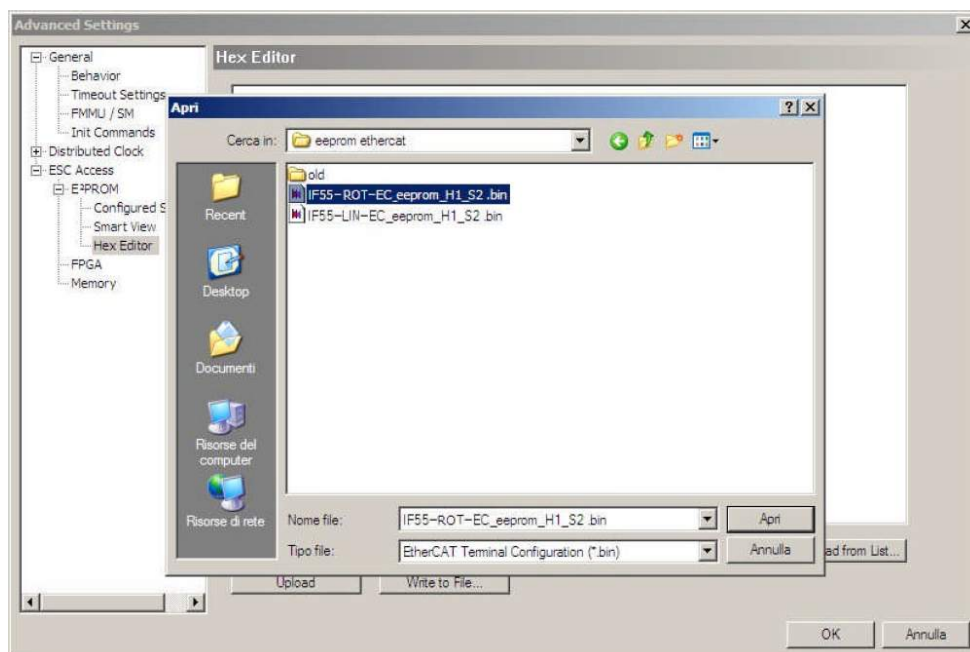 Advanced Settings
General
Behavior
Timeout Settings
FMMU / SM
Init Commands
Distributed Clock
ESC Access
E²PROM
Configured S
Smart View
Hex Editor
FPGA
Memory
Hex Editor
Apri
Cerca in:
eeprom ethercat
old
IF55-ROT-EC_eeprom_H1_S2 .bin
IF55-LIN-EC_eeprom_H1_S2 .bin
Recent
Desktop
Documenti
Risorse del
computer
Risorse di rete
Nome file:
IF55-ROT-EC_eeprom_H1_S2 .bin
Apri
Tipo file:
EtherCAT Terminal Configuration (*.bin)
Annulla
ad from List...
Upload
Write to File...
OK
Annulla